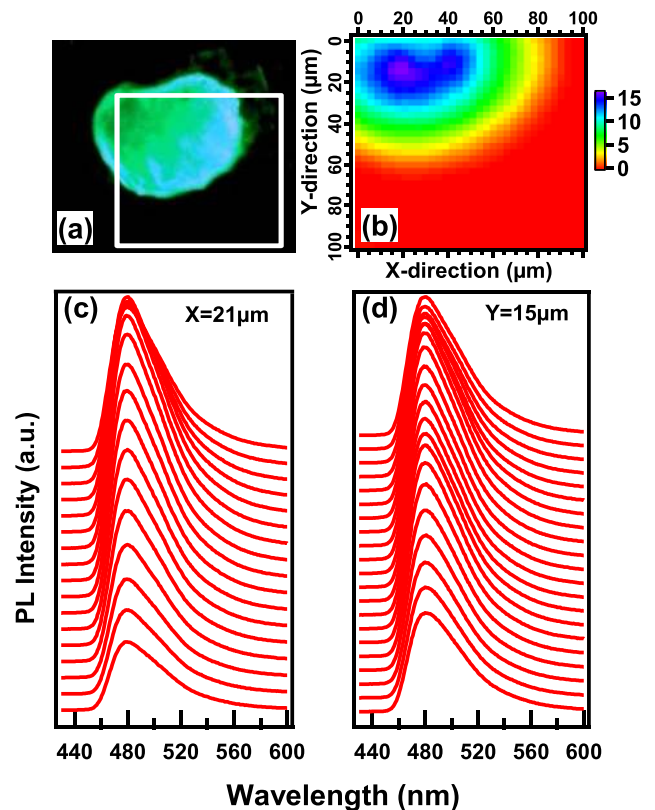 0 20 40 60 80 100
0 20 40 60 80 100
Y-direction (µm)
15
10
5
0
(a)
(b)
X-direction (µm)
(c)
X=21µm
(d)
Y=15µm
PL Intensity (a.u.)
440 480 520 560 600
440 480 520 560 600
Wavelength (nm)